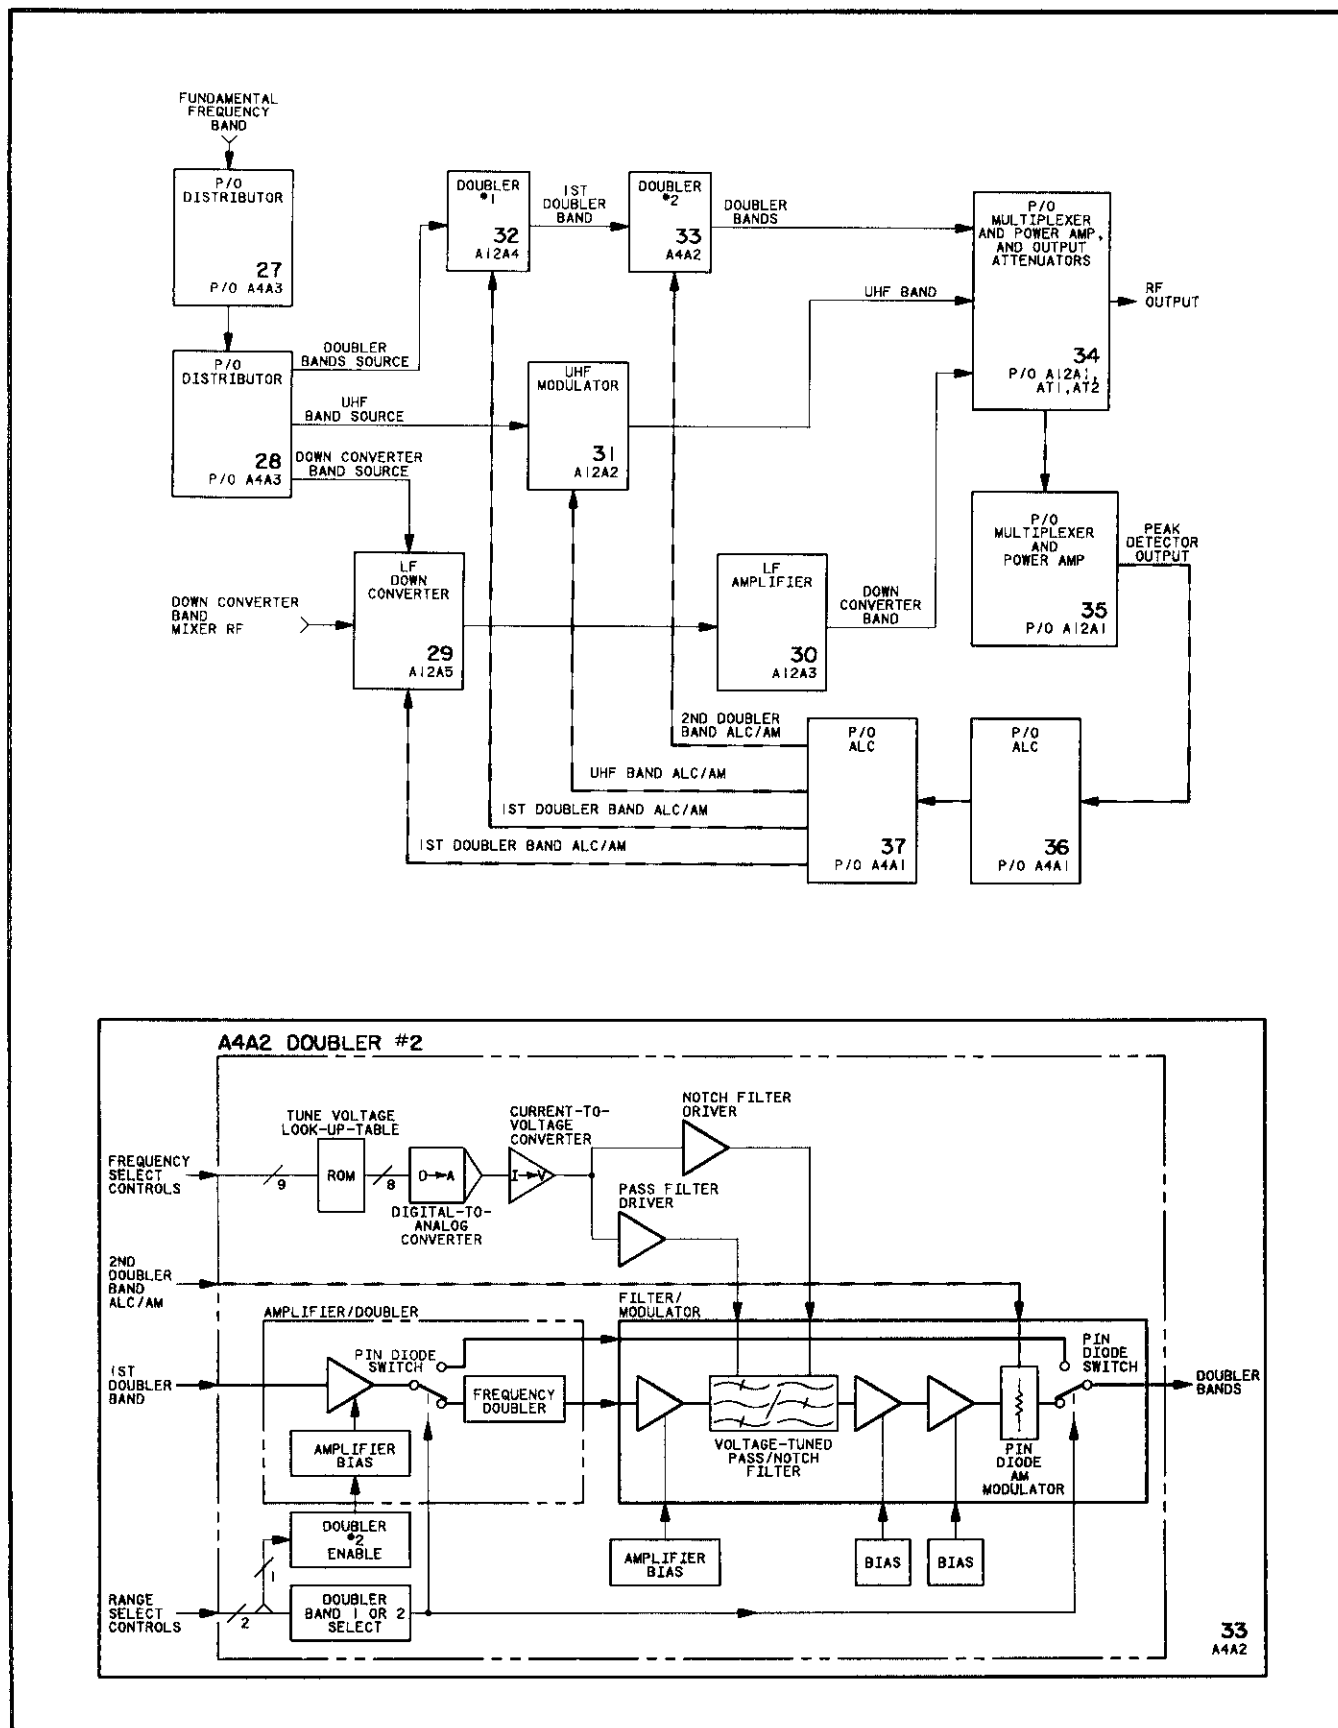 FUNDAMENTAL
FREQUENCY
BAND
P/O
DISTRIBUTOR
27
P/O A4A3
P/O
DISTRIBUTOR
28
P/O A4A3
DOUBLER
BANDS SOURCE
UHF
BAND SOURCE
DOWN CONVERTER
BAND SOURCE
DOUBLER
#1
32
A12A4
1ST
DOUBLER
BAND
DOUBLER
#2
33
A4A2
DOUBLER
BANDS
P/O
MULTIPLEXER
AND POWER AMP,
AND OUTPUT
ATTENUATORS
34
P/O A12A1,
AT1,AT2
RF
OUTPUT
UHF BAND
UHF
MODULATOR
31
A12A2
DOWN CONVERTER
BAND
MIXER RF
LF
DOWN
CONVERTER
29
A12A5
LF
AMPLIFIER
30
A12A3
DOWN
CONVERTER
BAND
P/O
MULTIPLEXER
AND
POWER AMP
35
P/O A12A1
PEAK
DETECTOR
OUTPUT
2ND DOUBLER
BAND ALC/AM
UHF BAND ALC/AM
1ST DOUBLER BAND ALC/AM
1ST DOUBLER BAND ALC/AM
P/O
ALC
37
P/O A4A1
P/O
ALC
36
P/O A4A1
A4A2 DOUBLER #2
TUNE VOLTAGE
LOOK-UP-TABLE
CURRENT-TO-
VOLTAGE
CONVERTER
NOTCH FILTER
DRIVER
FREQUENCY
SELECT
CONTROLS
9
ROM
8
D→A
I→V
DIGITAL-TO-
ANALOG
CONVERTER
PASS FILTER
DRIVER
2ND
DOUBLER
BAND
ALC/AM
AMPLIFIER/DOUBLER
FILTER/
MODULATOR
1ST
DOUBLER
BAND
PIN DIODE
SWITCH
FREQUENCY
DOUBLER
AMPLIFIER
BIAS
VOLTAGE-TUNED
PASS/NOTCH
FILTER
PIN
DIODE
AM
MODULATOR
PIN
DIODE
SWITCH
DOUBLER
BANDS
DOUBLER
#2
ENABLE
1
AMPLIFIER
BIAS
BIAS
BIAS
RANGE
SELECT
CONTROLS
2
DOUBLER
BAND 1 OR 2
SELECT
33
A4A2